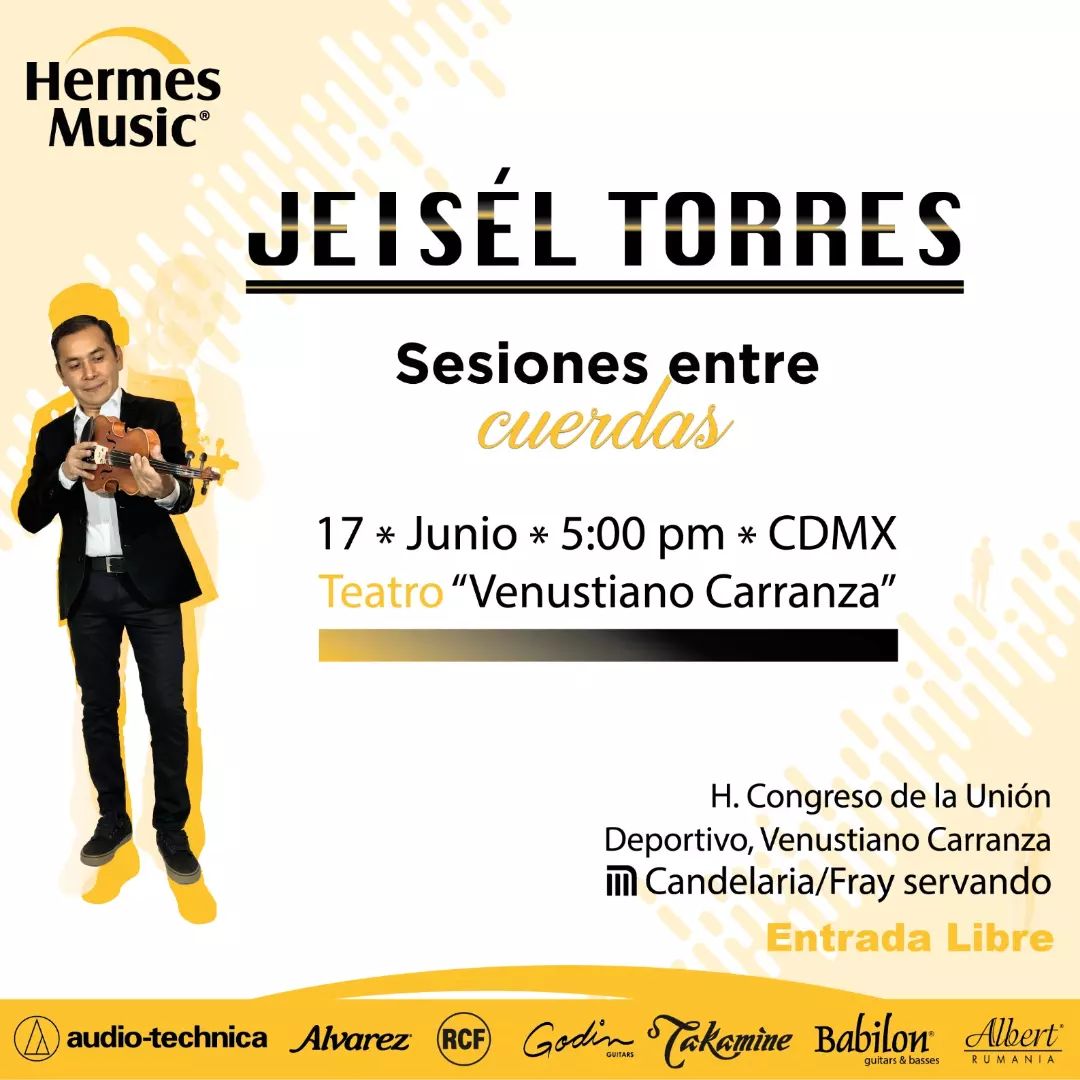 Hermes
Music®
JEISÉL TORRES
Sesiones entre
cuerdas
17 * Junio * 5:00 pm * CDMX
Teatro “Venustiano Carranza”
H. Congreso de la Unión
Deportivo, Venustiano Carranza
Candelaria/Fray servando
Entrada Libre
audio-technica Alvarez RCF Godin GUITARS Takamine Babilon® guitars & basses Albert® RUMANIA